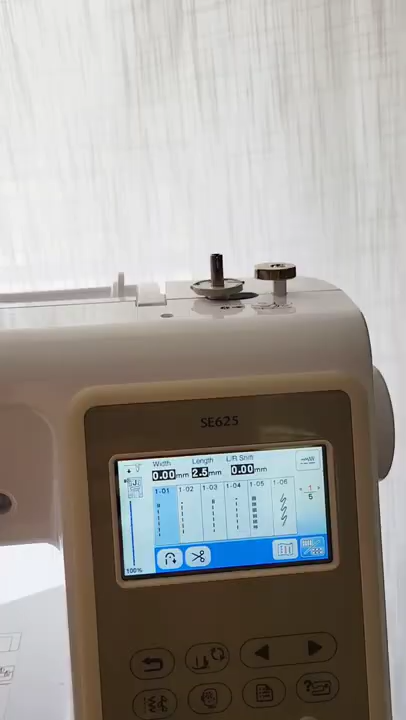 SE625
Width Length L/R Shift
0.00mm 2.5mm 0.00mm
J
1-01 1-02 1-03 1-04 1-05 1-06
1
5
100%